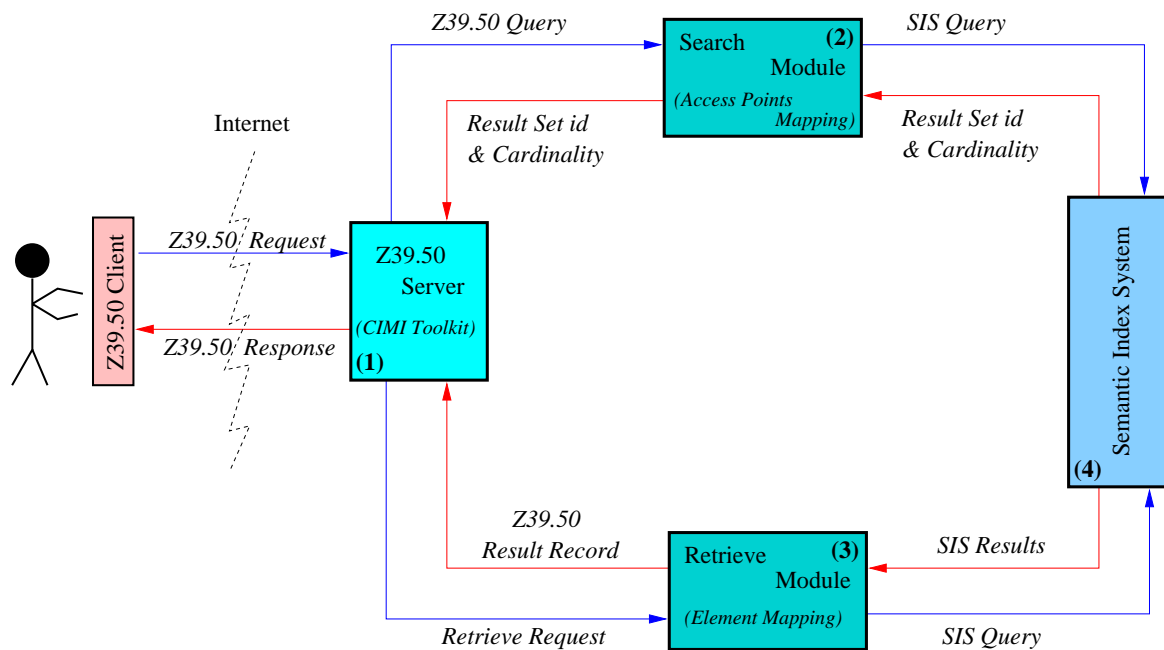 Z39.50 Query
SIS Query
Search (2)
Module
(Access Points
Mapping)
Result Set id
& Cardinality
Result Set id
& Cardinality
Internet
Z39.50 Client
Z39.50 Request
Z39.50 Response
Z39.50
Server
(CIMI Toolkit)
(1)
Semantic Index System
(4)
Z39.50
Result Record
Retrieve (3)
Module
(Element Mapping)
SIS Results
Retrieve Request
SIS Query